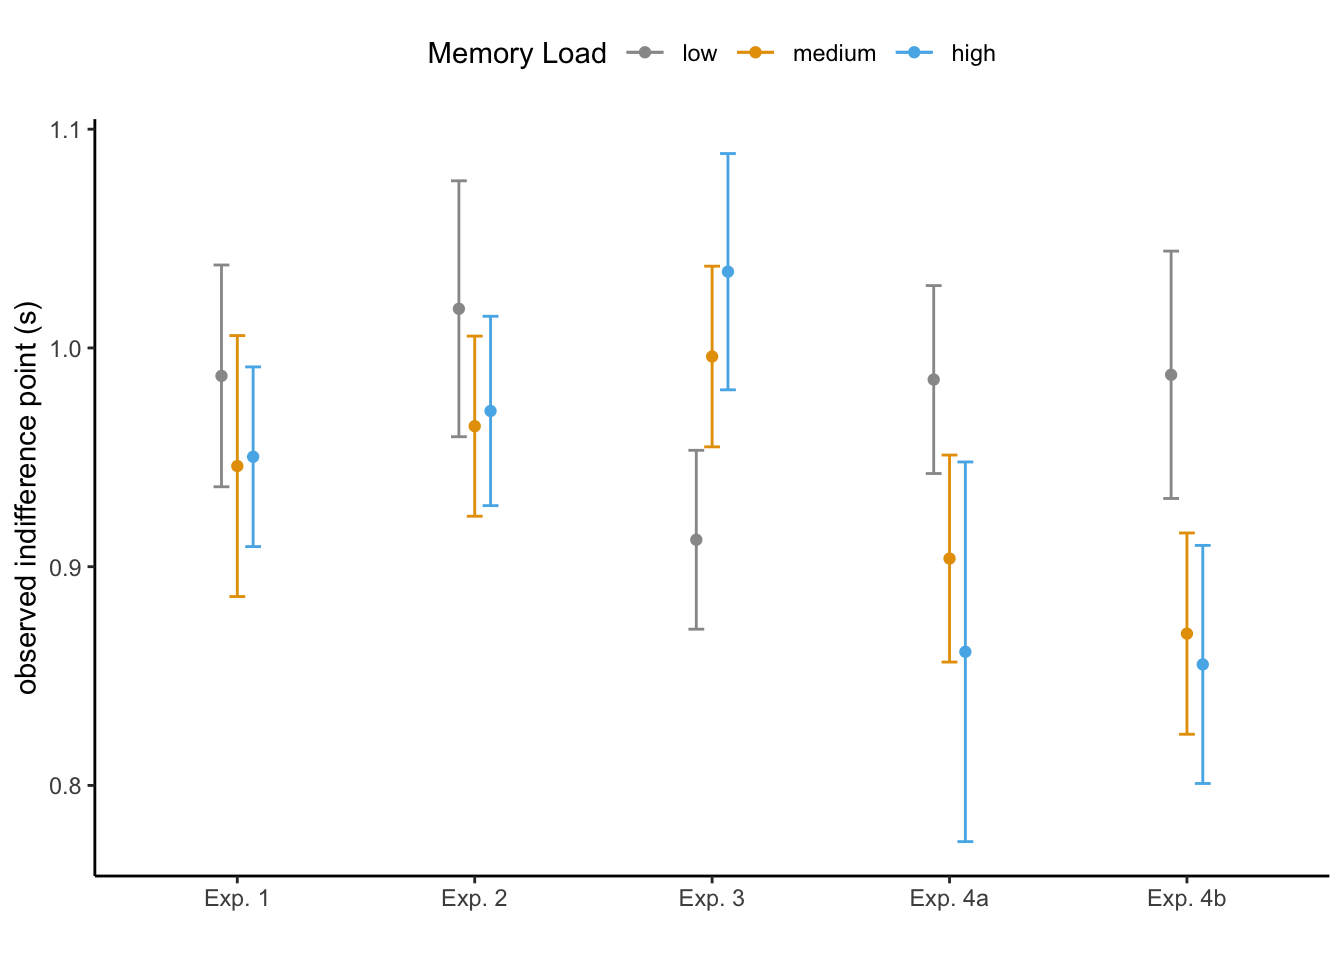 Memory Load low medium high
observed indifference point (s)
1.1
1.0
0.9
0.8
Exp. 1 Exp. 2 Exp. 3 Exp. 4a Exp. 4b